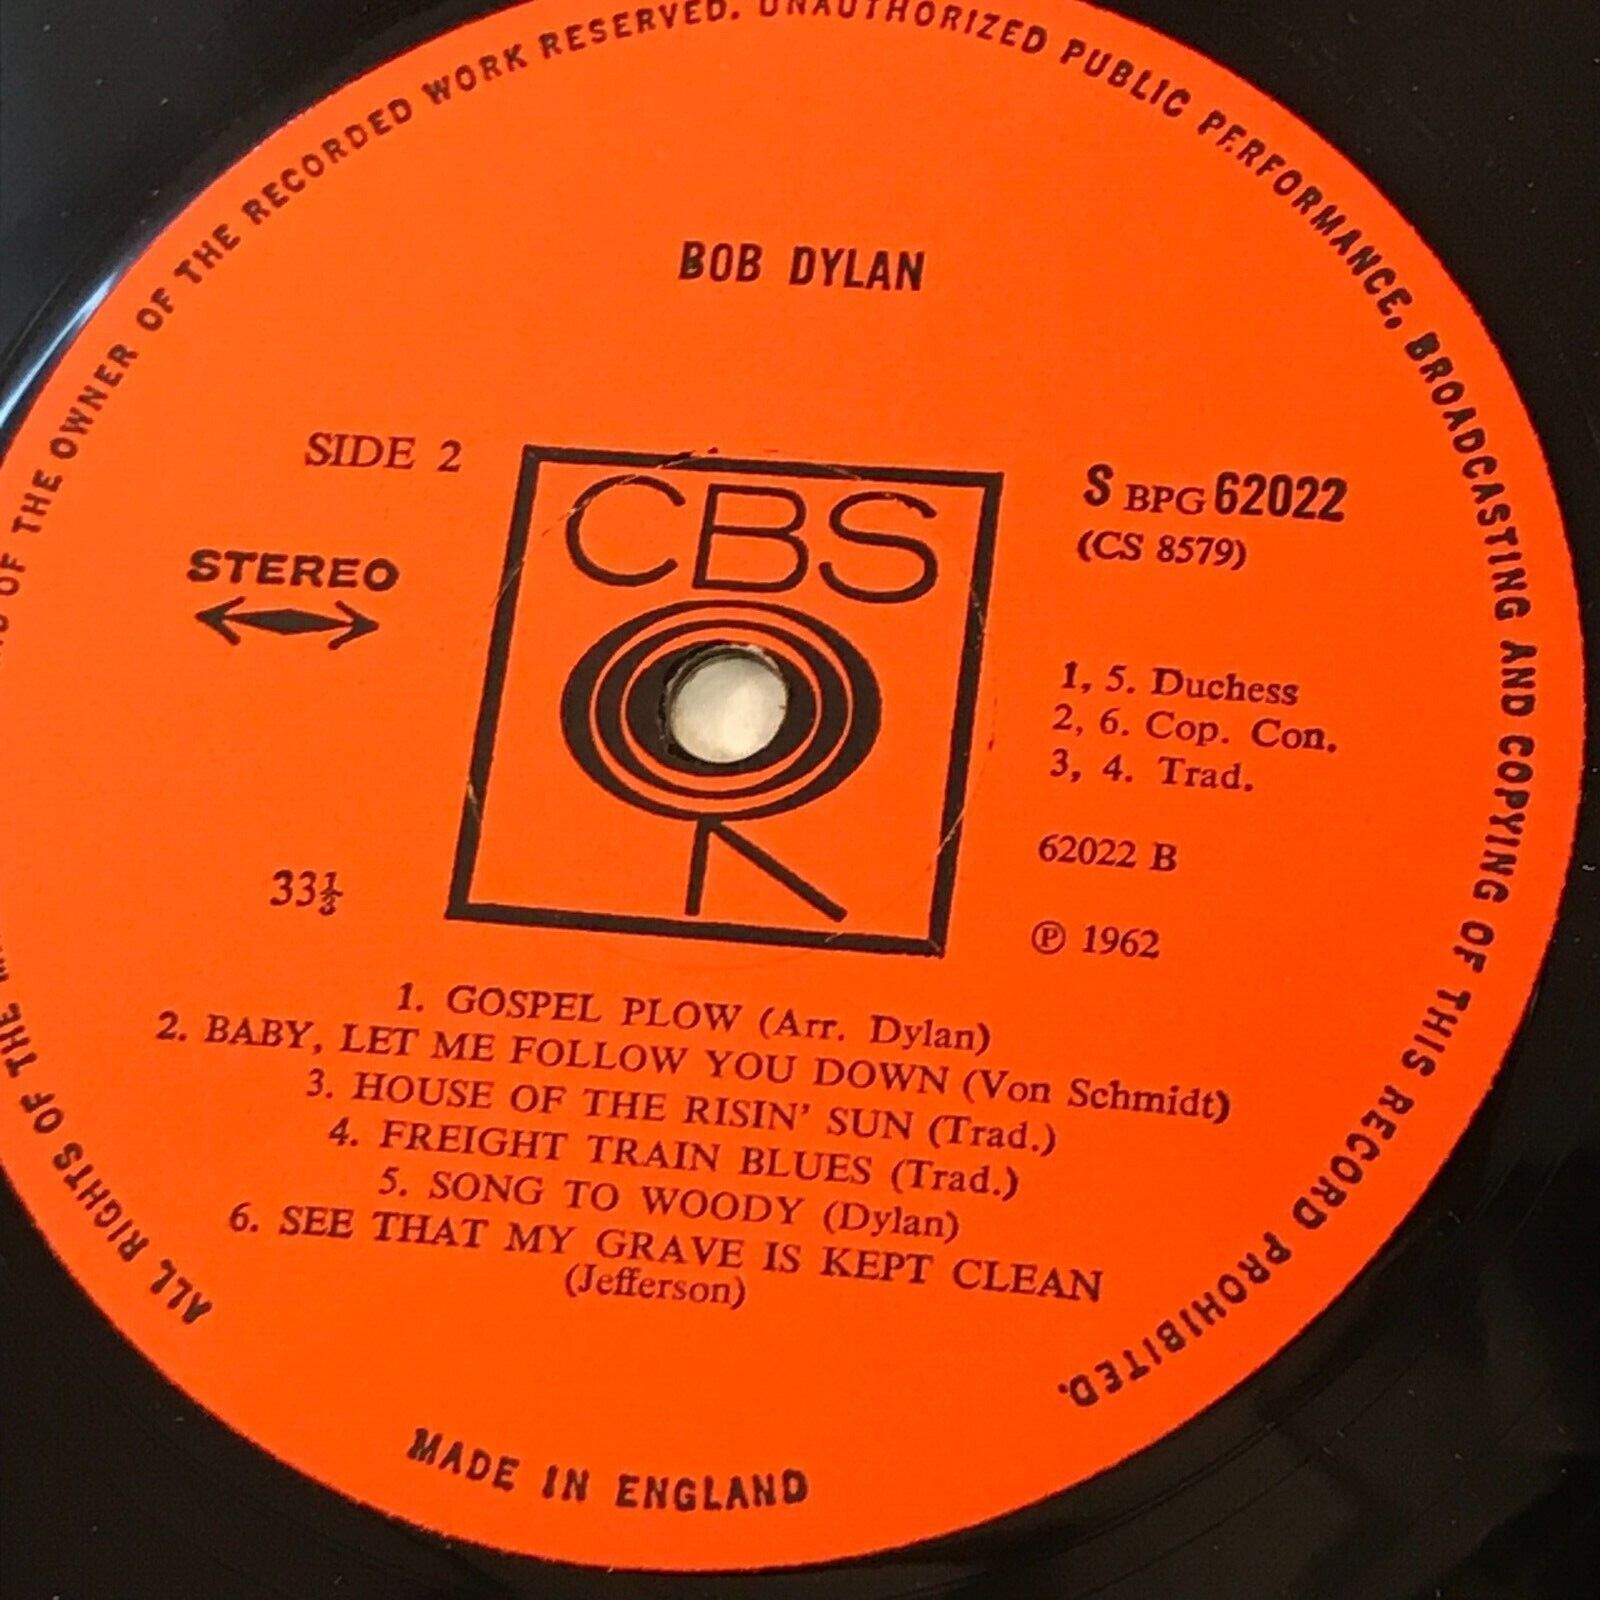 ALL RIGHTS OF THE OF THE OWNER OF THE RECORDED WORK RESERVED. UNAUTHORIZED PUBLIC PERFORMANCE, BROADCASTING AND COPYING OF THIS RECORD PROHIBITED.
BOB DYLAN
SIDE 2
STEREO
33⅓
CBS
S BPG 62022
(CS 8579)
1, 5. Duchess
2, 6. Cop. Con.
3, 4. Trad.
62022 B
℗ 1962
1. GOSPEL PLOW (Arr. Dylan)
2. BABY, LET ME FOLLOW YOU DOWN (Von Schmidt)
3. HOUSE OF THE RISIN' SUN (Trad.)
4. FREIGHT TRAIN BLUES (Trad.)
5. SONG TO WOODY (Dylan)
6. SEE THAT MY GRAVE IS KEPT CLEAN
(Jefferson)
MADE IN ENGLAND